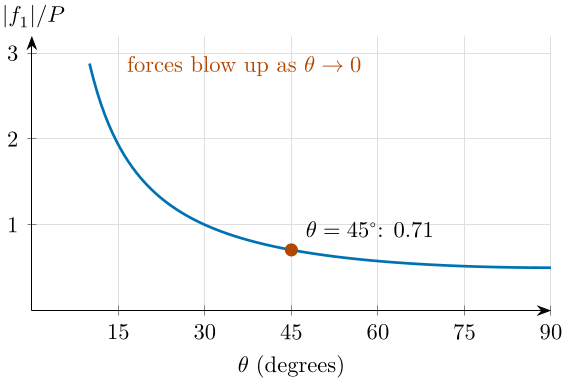 |f₁|/P
3
forces blow up as θ → 0
2
1
θ = 45°: 0.71
15 30 45 60 75 90
θ (degrees)